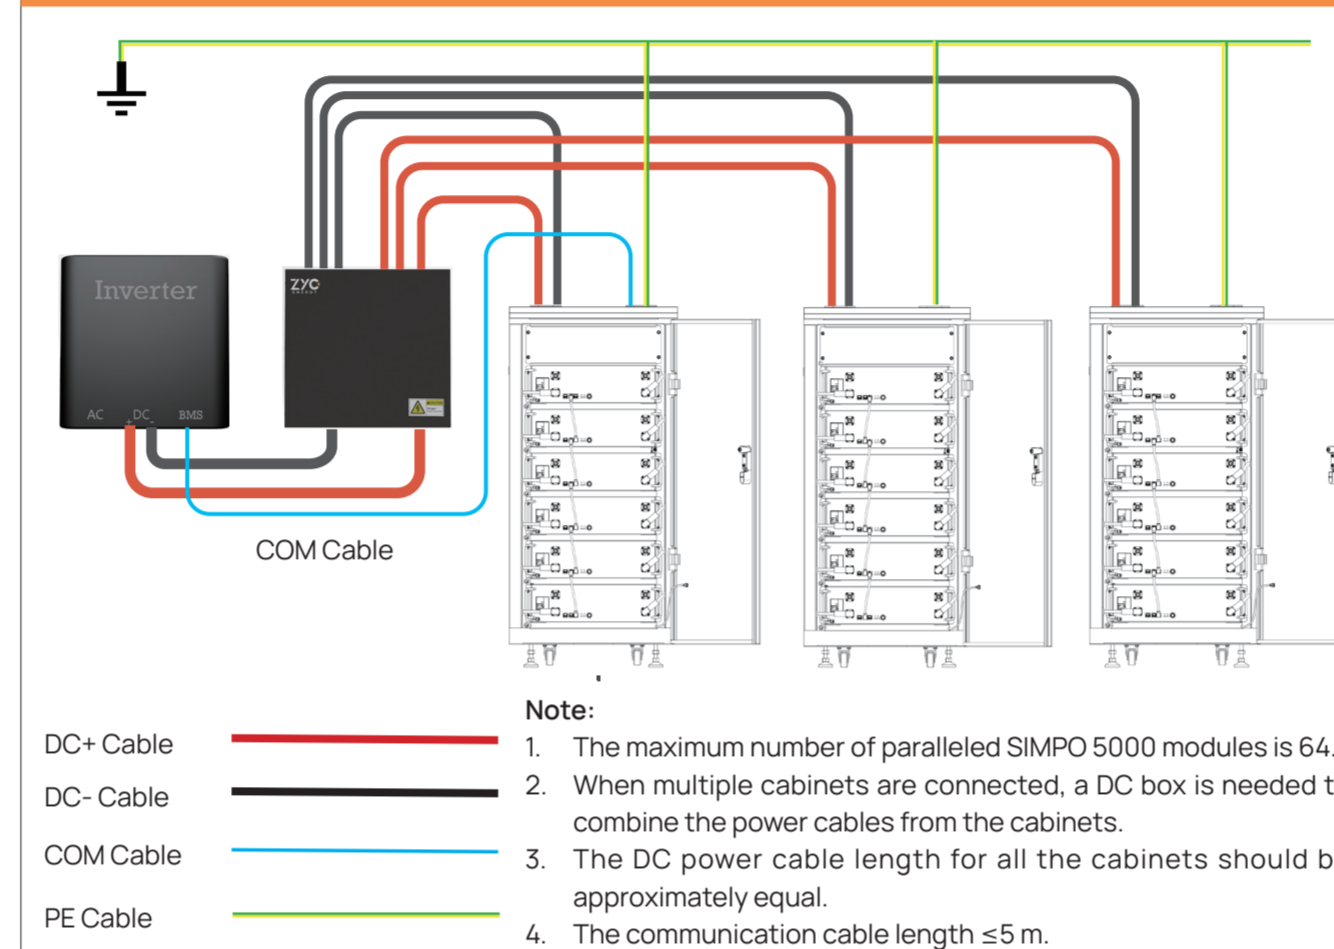 Inverter
AC
DC
BMS
+
-
ZYC
ENERGY
COM Cable
DC+ Cable
DC- Cable
COM Cable
PE Cable
Note:
1. The maximum number of paralleled SIMPO 5000 modules is 64.
2. When multiple cabinets are connected, a DC box is needed t
combine the power cables from the cabinets.
3. The DC power cable length for all the cabinets should b
approximately equal.
4. The communication cable length ≤5 m.